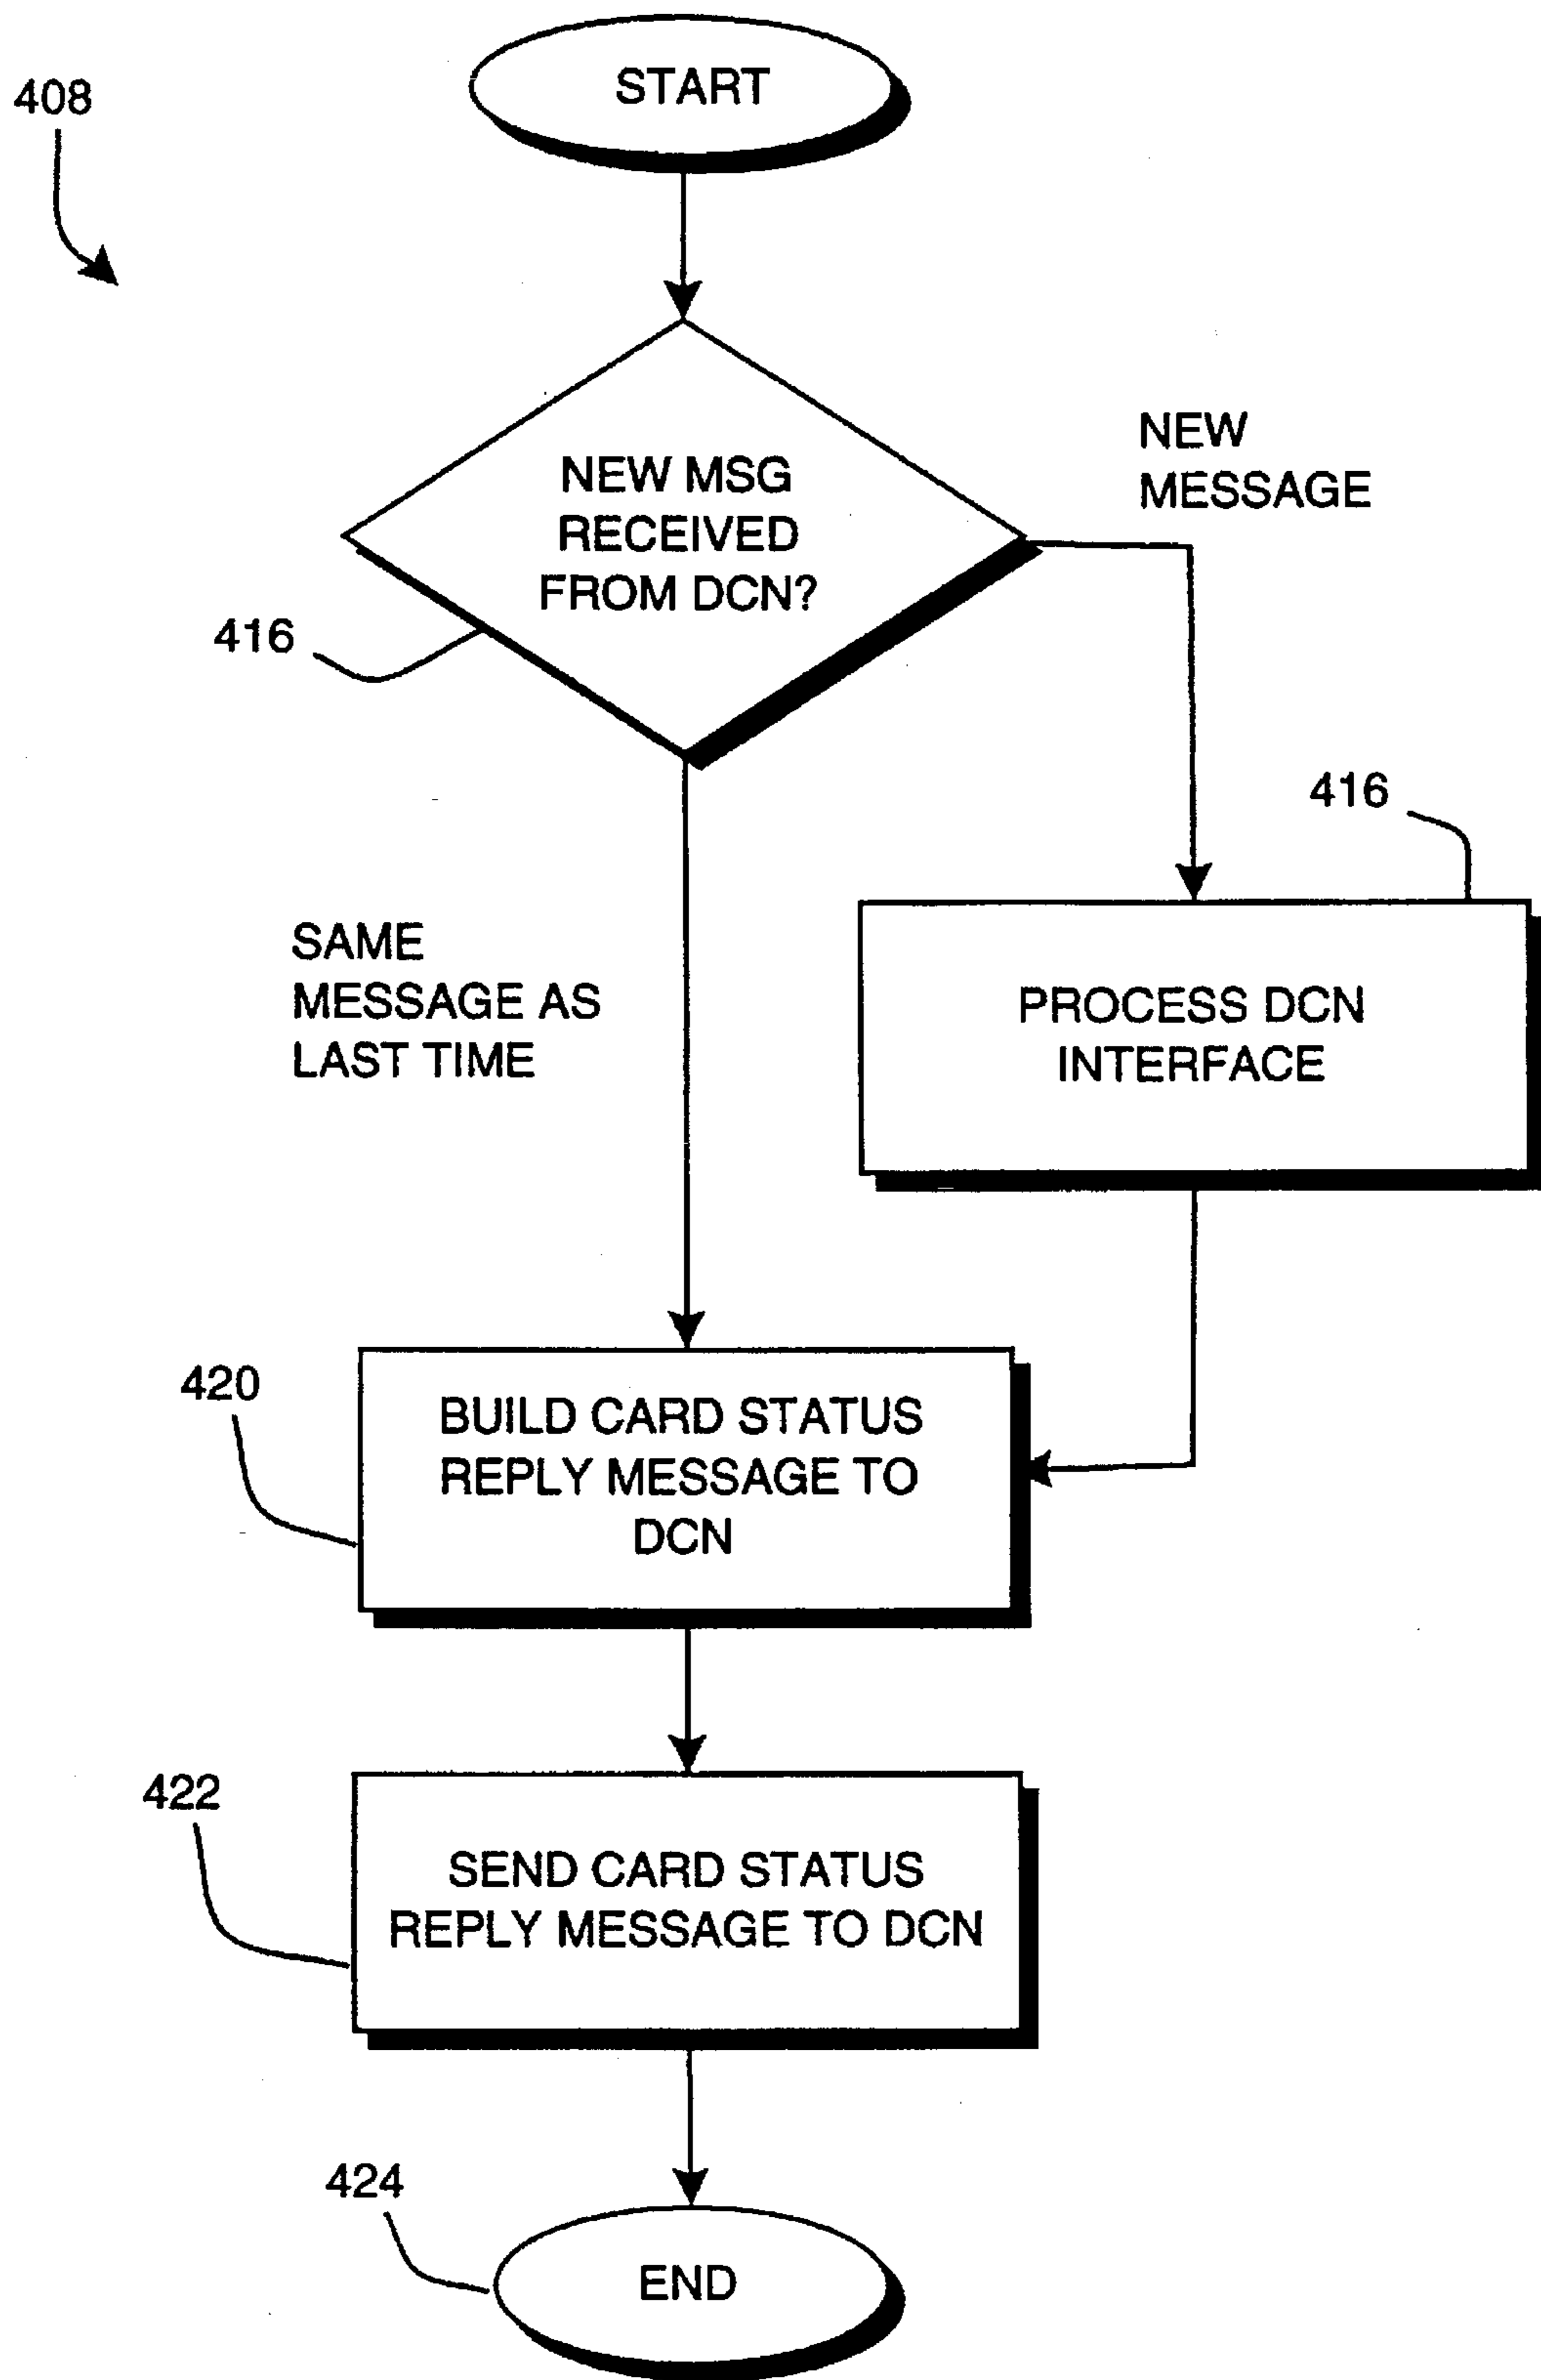 START
408
NEW MSG
RECEIVED
FROM DCN?
NEW
MESSAGE
416
416
SAME
MESSAGE AS
LAST TIME
PROCESS DCN
INTERFACE
420
BUILD CARD STATUS
REPLY MESSAGE TO
DCN
422
SEND CARD STATUS
REPLY MESSAGE TO DCN
424
END